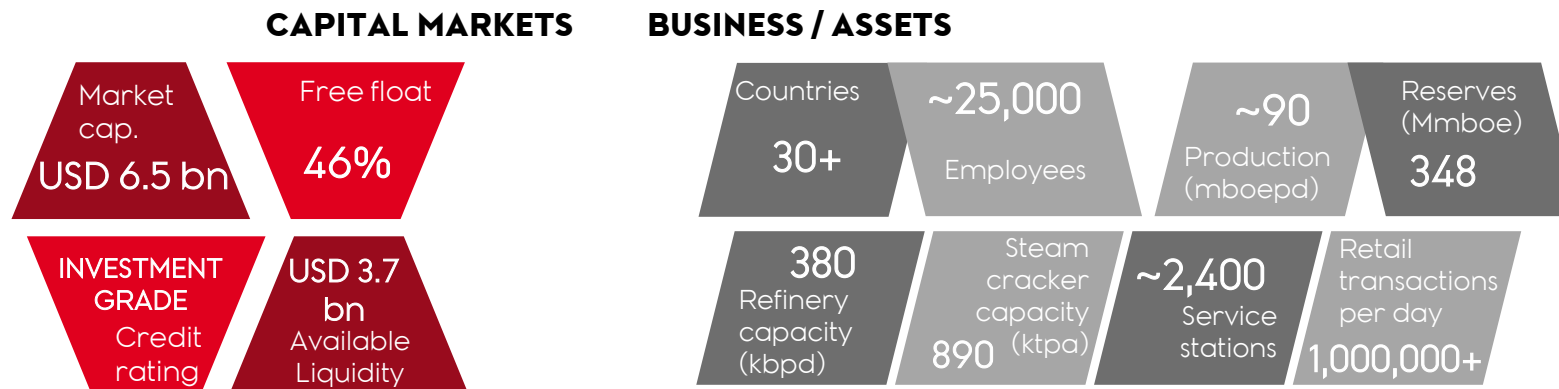 CAPITAL MARKETS
Market
cap.
USD 6.5 bn
Free float
46%
INVESTMENT
GRADE
Credit
rating
USD 3.7
bn
Available
Liquidity
BUSINESS / ASSETS
Countries
30+
~25,000
Employees
~90
Production
(mboepd)
Reserves
(Mmboe)
348
380
Refinery
capacity
(kbpd)
Steam
cracker
capacity
(ktpa)
890
~2,400
Service
stations
Retail
transactions
per day
1,000,000+